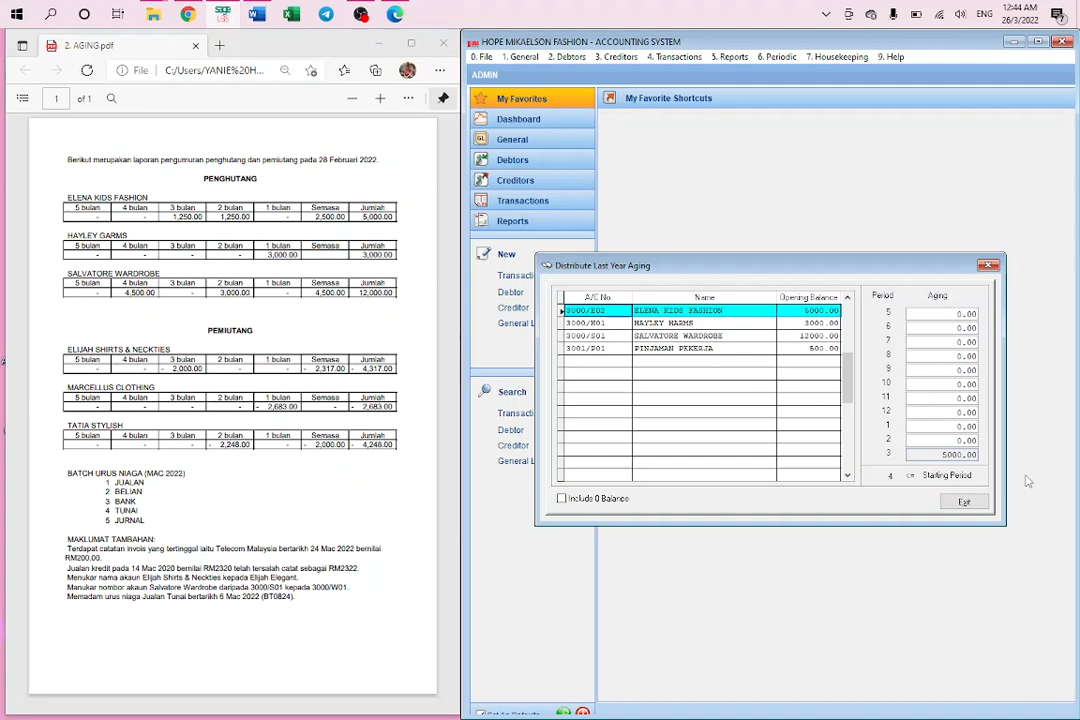 ENG
12:44 AM
26/3/2022
2. AGING.pdf
File
C:/Users/YANIE%20H...
1
of 1
Berikut merupakan laporan pengumuran penghutang dan pemiutang pada 28 Februari 2022.
PENGHUTANG
ELENA KIDS FASHION
5 bulan 4 bulan 3 bulan 2 bulan 1 bulan Semasa Jumlah
- - 1,250.00 1,250.00 - 2,500.00 5,000.00
HAYLEY GARMS
5 bulan 4 bulan 3 bulan 2 bulan 1 bulan Semasa Jumlah
- - - - 3,000.00 3,000.00
SALVATORE WARDROBE
5 bulan 4 bulan 3 bulan 2 bulan 1 bulan Semasa Jumlah
- 4,500.00 - 3,000.00 - 4,500.00 12,000.00
PEMIUTANG
ELIJAH SHIRTS & NECKTIES
5 bulan 4 bulan 3 bulan 2 bulan 1 bulan Semasa Jumlah
- - - 2,000.00 - - - 2,317.00 - 4,317.00
MARCELLUS CLOTHING
5 bulan 4 bulan 3 bulan 2 bulan 1 bulan Semasa Jumlah
- - - - - 2,683.00 - - 2,683.00
TATIA STYLISH
5 bulan 4 bulan 3 bulan 2 bulan 1 bulan Semasa Jumlah
- - - - 2,248.00 - - 2,000.00 - 4,248.00
BATCH URUS NIAGA (MAC 2022)
1 JUALAN
2 BELIAN
3 BANK
4 TUNAI
5 JURNAL
MAKLUMAT TAMBAHAN:
Terdapat catatan invois yang tertinggal iaitu Telecom Malaysia bertarikh 24 Mac 2022 bernilai
RM200.00.
Jualan kredit pada 14 Mac 2020 bernilai RM2320 telah tersalah catat sebagai RM2322.
Menukar nama akaun Elijah Shirts & Neckties kepada Elijah Elegant.
Menukar nombor akaun Salvatore Wardrobe daripada 3000/S01 kepada 3000/W01.
Memadam urus niaga Jualan Tunai bertarikh 6 Mac 2022 (BT0824).
HOPE MIKAELSON FASHION - ACCOUNTING SYSTEM
0. File 1. General 2. Debtors 3. Creditors 4. Transactions 5. Reports 6. Periodic 7. Housekeeping 9. Help
ADMIN
My Favorites
Dashboard
General
Debtors
Creditors
Transactions
Reports
My Favorite Shortcuts
New
Transacti
Debtor
Creditor
General L
Search
Transacti
Debtor
Creditor
General L
Distribute Last Year Aging
A/C No. Name Opening Balance
3000/E02 ELENA KIDS FASHION 5000.00
3000/H01 HAYLEY HARMS 3000.00
3000/S01 SALVATORE WARDROBE 12000.00
3001/P01 PINJAMAN PEKERJA 500.00
Include 0 Balance
Period Aging
5 0.00
6 0.00
7 0.00
8 0.00
9 0.00
10 0.00
11 0.00
12 0.00
1 0.00
2 0.00
3 5000.00
4 <= Starting Period
Exit